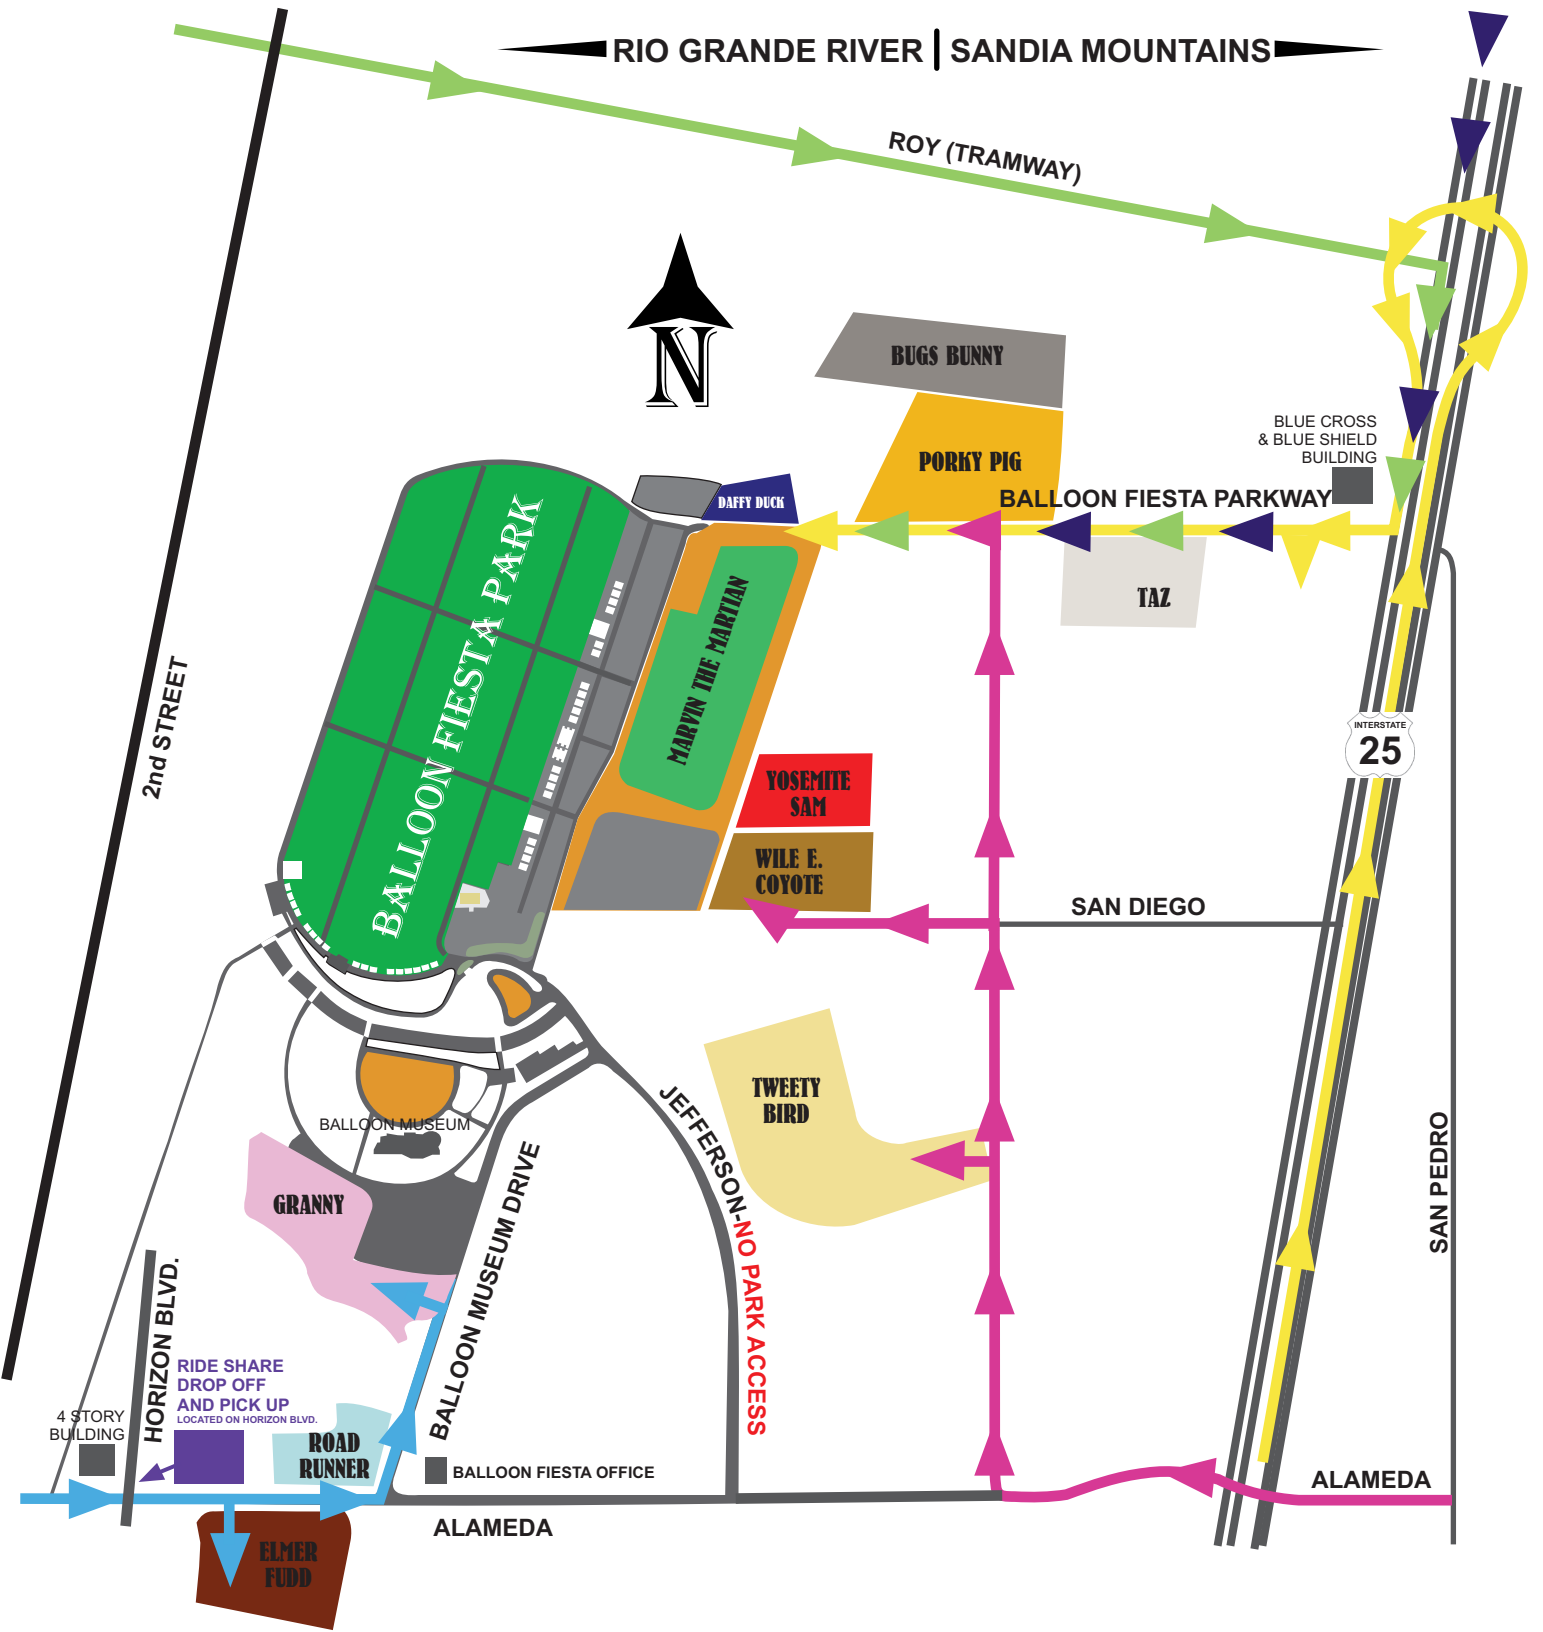 RIO GRANDE RIVER | SANDIA MOUNTAINS
ROY (TRAMWAY)
N
BUGS BUNNY
PORKY PIG
BLUE CROSS
& BLUE SHIELD
BUILDING
BALLOON FIESTA PARKWAY
DAFFY DUCK
TAZ
BALLOON FIESTA PARK
MARVIN THE MARTIAN
2nd STREET
INTERSTATE
25
YOSEMITE
SAM
WILE E.
COYOTE
SAN DIEGO
TWEETY
BIRD
JEFFERSON-NO PARK ACCESS
BALLOON MUSEUM
GRANNY
BALLOON MUSEUM DRIVE
SAN PEDRO
HORIZON BLVD.
RIDE SHARE
DROP OFF
AND PICK UP
LOCATED ON HORIZON BLVD.
4 STORY
BUILDING
ROAD
RUNNER
BALLOON FIESTA OFFICE
ALAMEDA
ALAMEDA
ELMER
FUDD